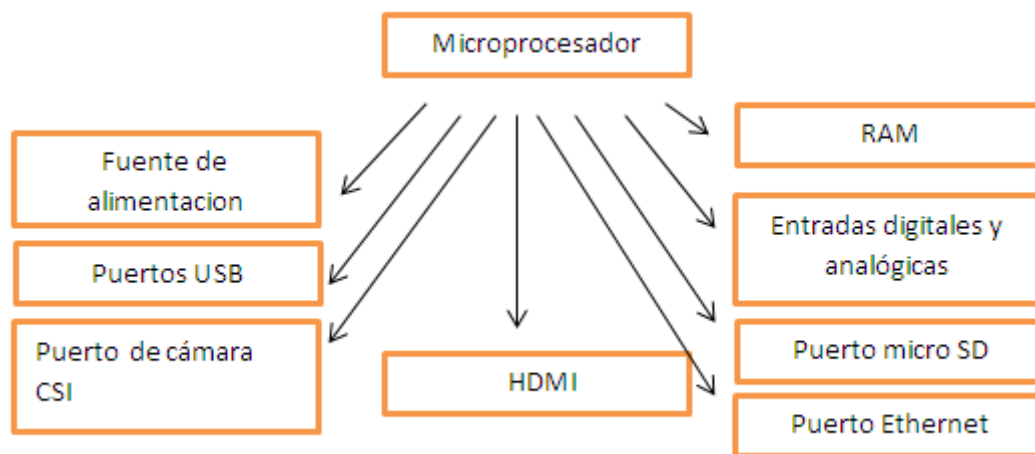 Microprocesador
Fuente de
alimentacion
Puertos USB
Puerto de cámara
CSI
HDMI
RAM
Entradas digitales y
analógicas
Puerto micro SD
Puerto Ethernet